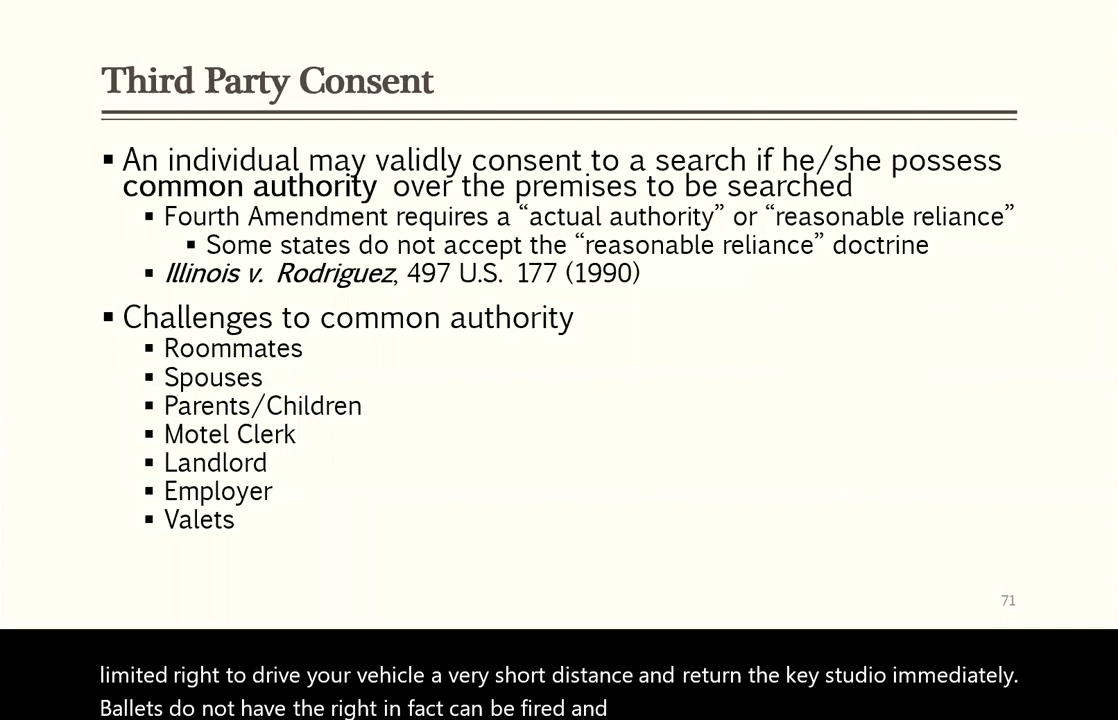 Third Party Consent
▪ An individual may validly consent to a search if he/she possess
common authority over the premises to be searched
▪ Fourth Amendment requires a “actual authority” or “reasonable reliance”
▪ Some states do not accept the “reasonable reliance” doctrine
▪ Illinois v. Rodriguez, 497 U.S. 177 (1990)
▪ Challenges to common authority
▪ Roommates
▪ Spouses
▪ Parents/Children
▪ Motel Clerk
▪ Landlord
▪ Employer
▪ Valets
71
limited right to drive your vehicle a very short distance and return the key studio immediately.
Ballets do not have the right in fact can be fired and